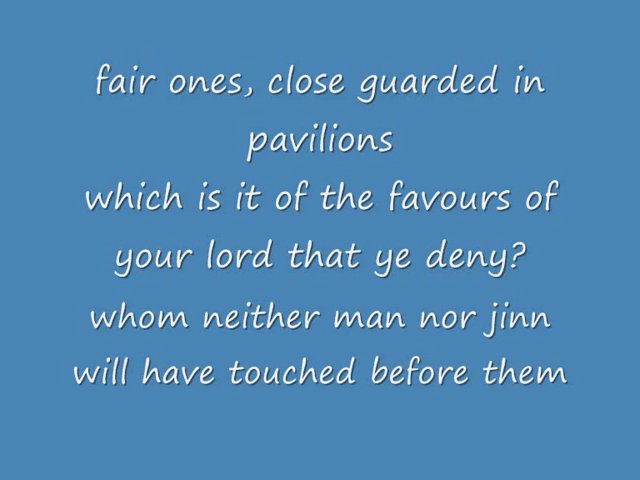 fair ones, close guarded in
pavilions
which is it of the favours of
your lord that ye deny?
whom neither man nor jinn
will have touched before them